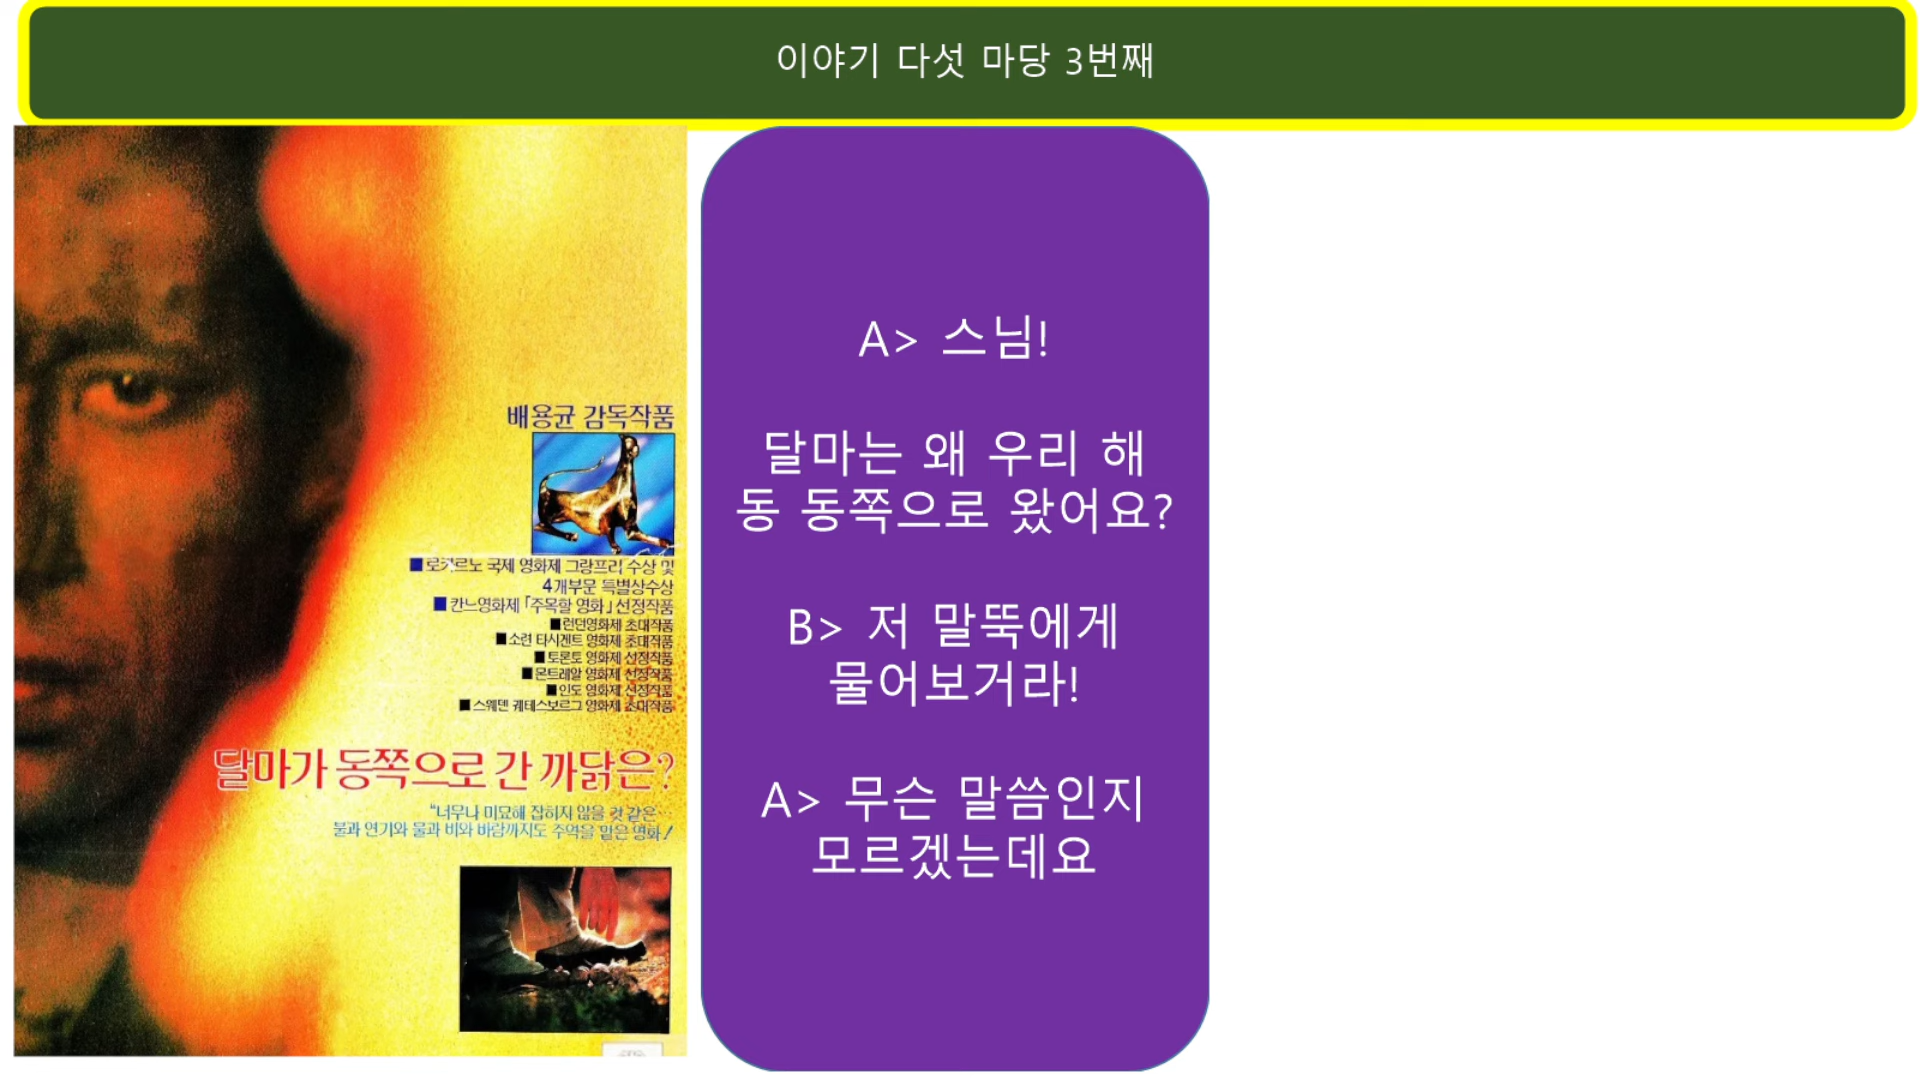 이야기 다섯 마당 3번째
배용균 감독작품
■로카르노 국제 영화제 그랑프리 수상 및
4개부문 특별상수상
■칸느영화제 「주목할 영화」 선정작품
■런던영화제 초대작품
■소련 타시켄트 영화제 초대작품
■토론토 영화제 선정작품
■몬트레알 영화제 선정작품
■인도 영화제 선정작품
■스웨덴 궤테스보르그 영화제 초대작품
달마가 동쪽으로 간 까닭은?
"너무나 미묘해 잡히지 않을 것 같은…
불과 연기와 물과 비와 바람까지도 주역을 맡은 영화!
A> 스님!
달마는 왜 우리 해
동 동쪽으로 왔어요?
B> 저 말뚝에게
물어보거라!
A> 무슨 말씀인지
모르겠는데요